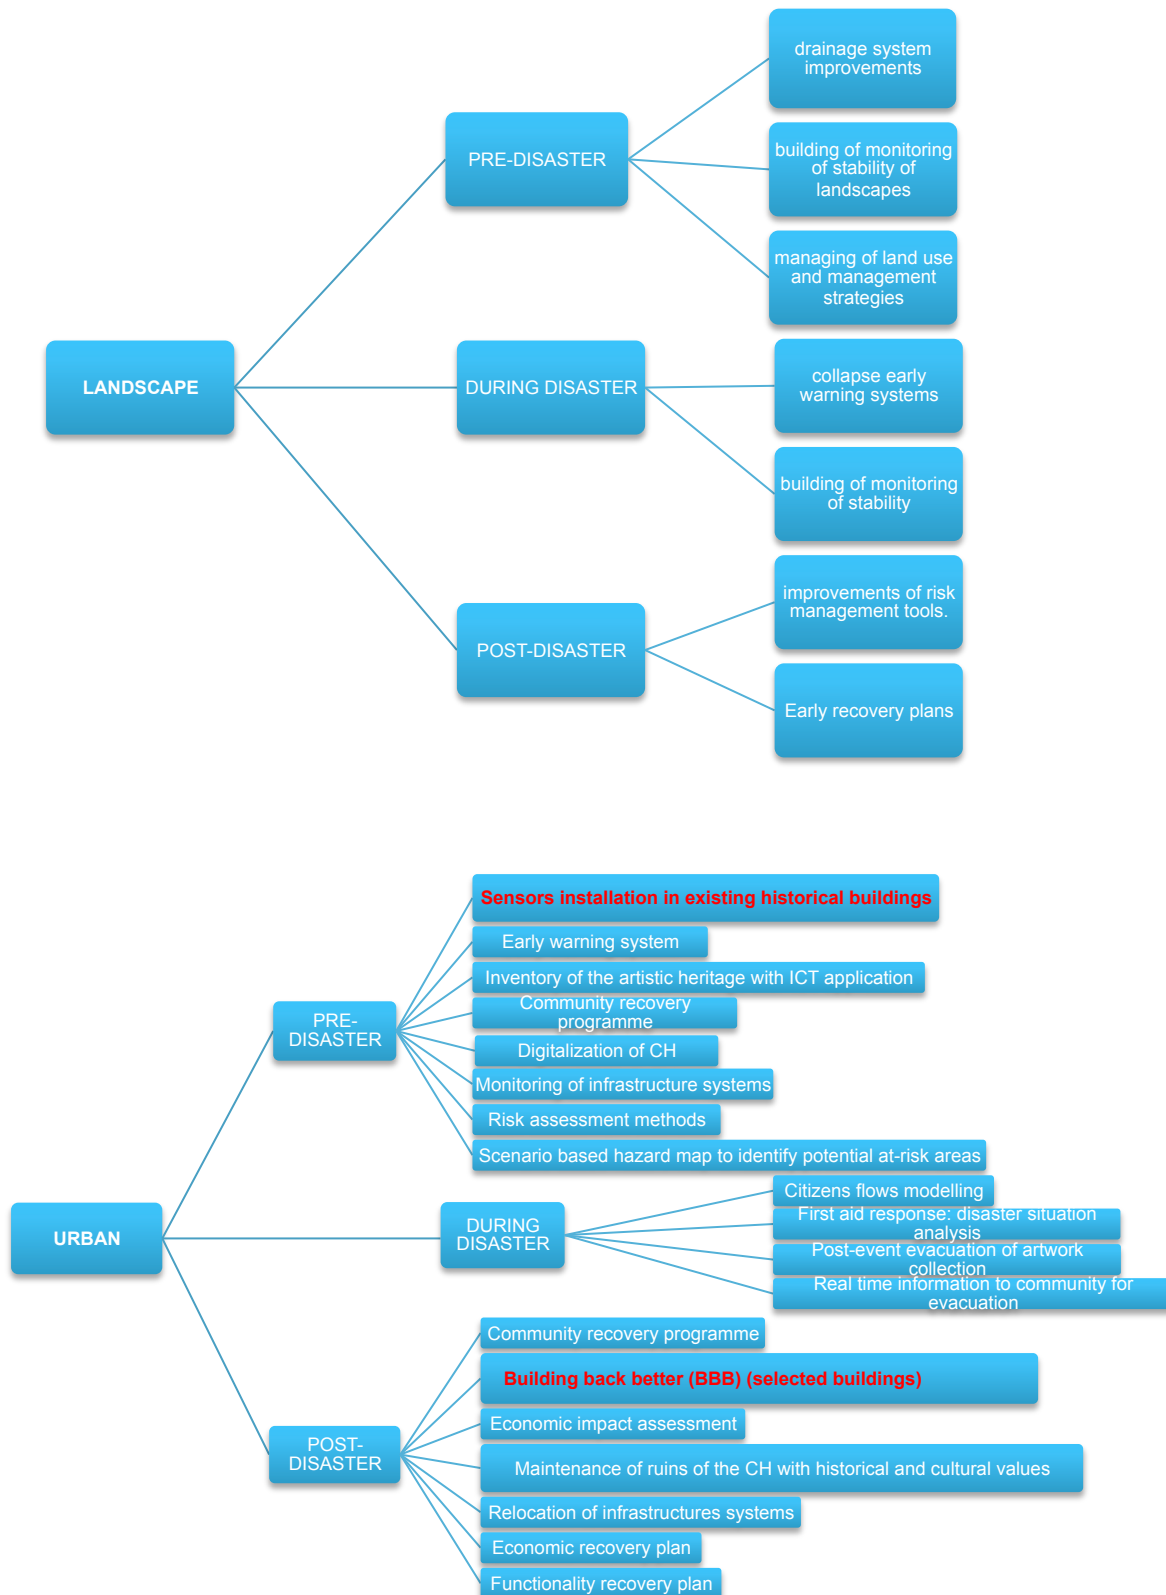 drainage system
improvements
PRE-DISASTER
building of monitoring
of stability of
landscapes
managing of land use
and management
strategies
LANDSCAPE
DURING DISASTER
collapse early
warning systems
building of monitoring
of stability
POST-DISASTER
improvements of risk
management tools.
Early recovery plans
Sensors installation in existing historical buildings
Early warning system
Inventory of the artistic heritage with ICT application
PRE-
DISASTER
Community recovery
programme
Digitalization of CH
Monitoring of infrastructure systems
Risk assessment methods
Scenario based hazard map to identify potential at-risk areas
URBAN
DURING
DISASTER
Citizens flows modelling
First aid response: disaster situation
analysis
Post-event evacuation of artwork
collection
Real time information to community for
evacuation
Community recovery programme
Building back better (BBB) (selected buildings)
Economic impact assessment
POST-
DISASTER
Maintenance of ruins of the CH with historical and cultural values
Relocation of infrastructures systems
Economic recovery plan
Functionality recovery plan